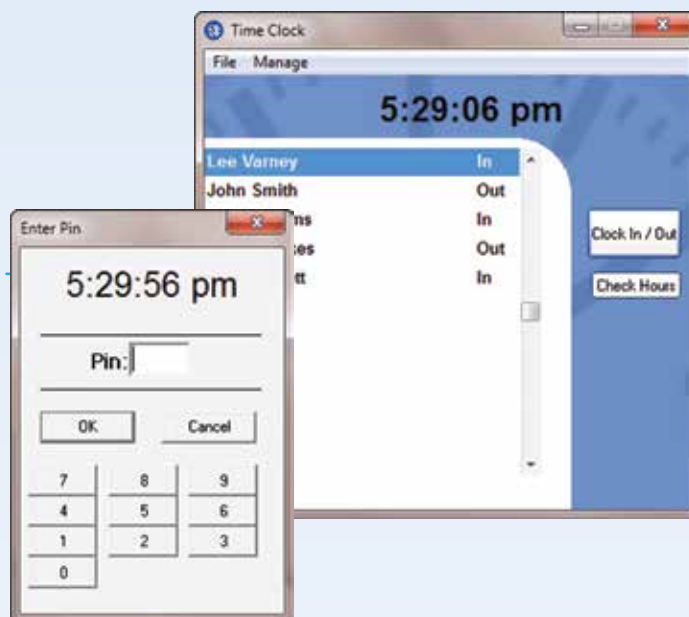 Time Clock
File Manage
5:29:06 pm
Lee Varney In
John Smith Out
In
Out
In
Clock In / Out
Check Hours
Enter Pin
5:29:56 pm
Pin:
OK Cancel
7 8 9
4 5 6
1 2 3
0